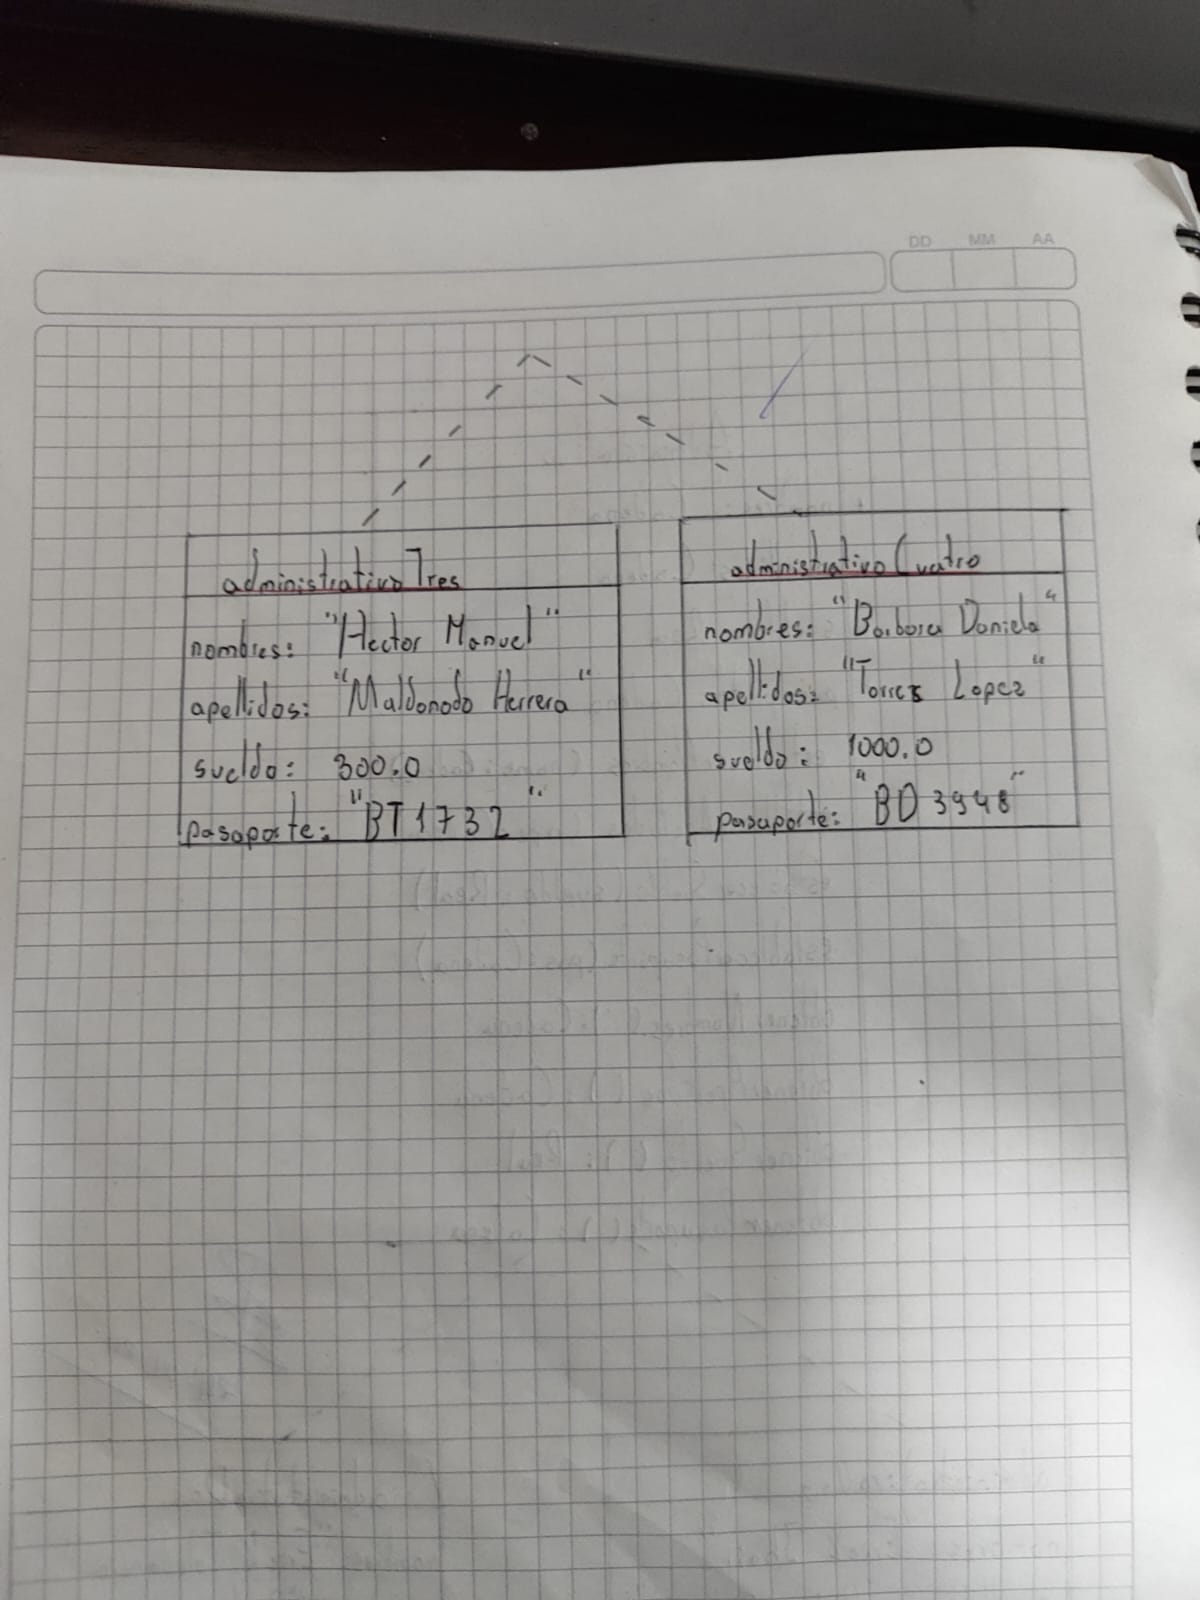 DD MM AA
administrativoTres
nombres: "Hector Manuel"
apellidos: "Maldonado Herrera"
sueldo: 300.0
pasaporte: "BT1732"
administrativoCuatro
nombres: "Barbara Daniela"
apellidos: "Torres Lopez"
sueldo: 1000.0
pasaporte: "BD3948"